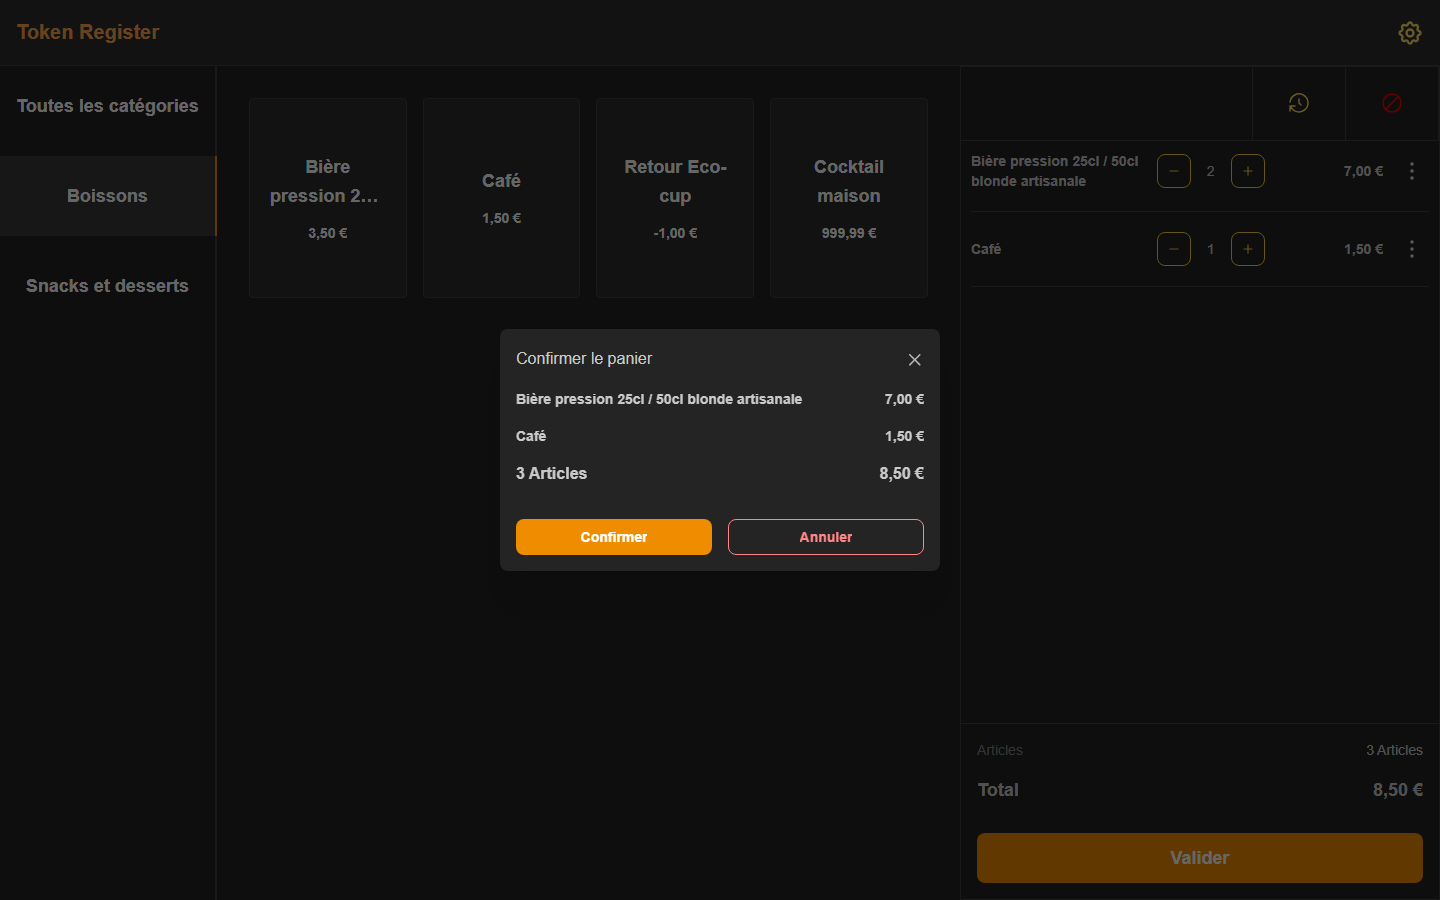 Token Register
Toutes les catégories
Boissons
Snacks et desserts
Bière
pression 2...
3,50 €
Café
1,50 €
Retour Eco-
cup
-1,00 €
Cocktail
maison
999,99 €
Bière pression 25cl / 50cl
blonde artisanale
2
7,00 €
Café
1
1,50 €
Confirmer le panier
Bière pression 25cl / 50cl blonde artisanale
7,00 €
Café
1,50 €
3 Articles
8,50 €
Confirmer
Annuler
Articles
3 Articles
Total
8,50 €
Valider